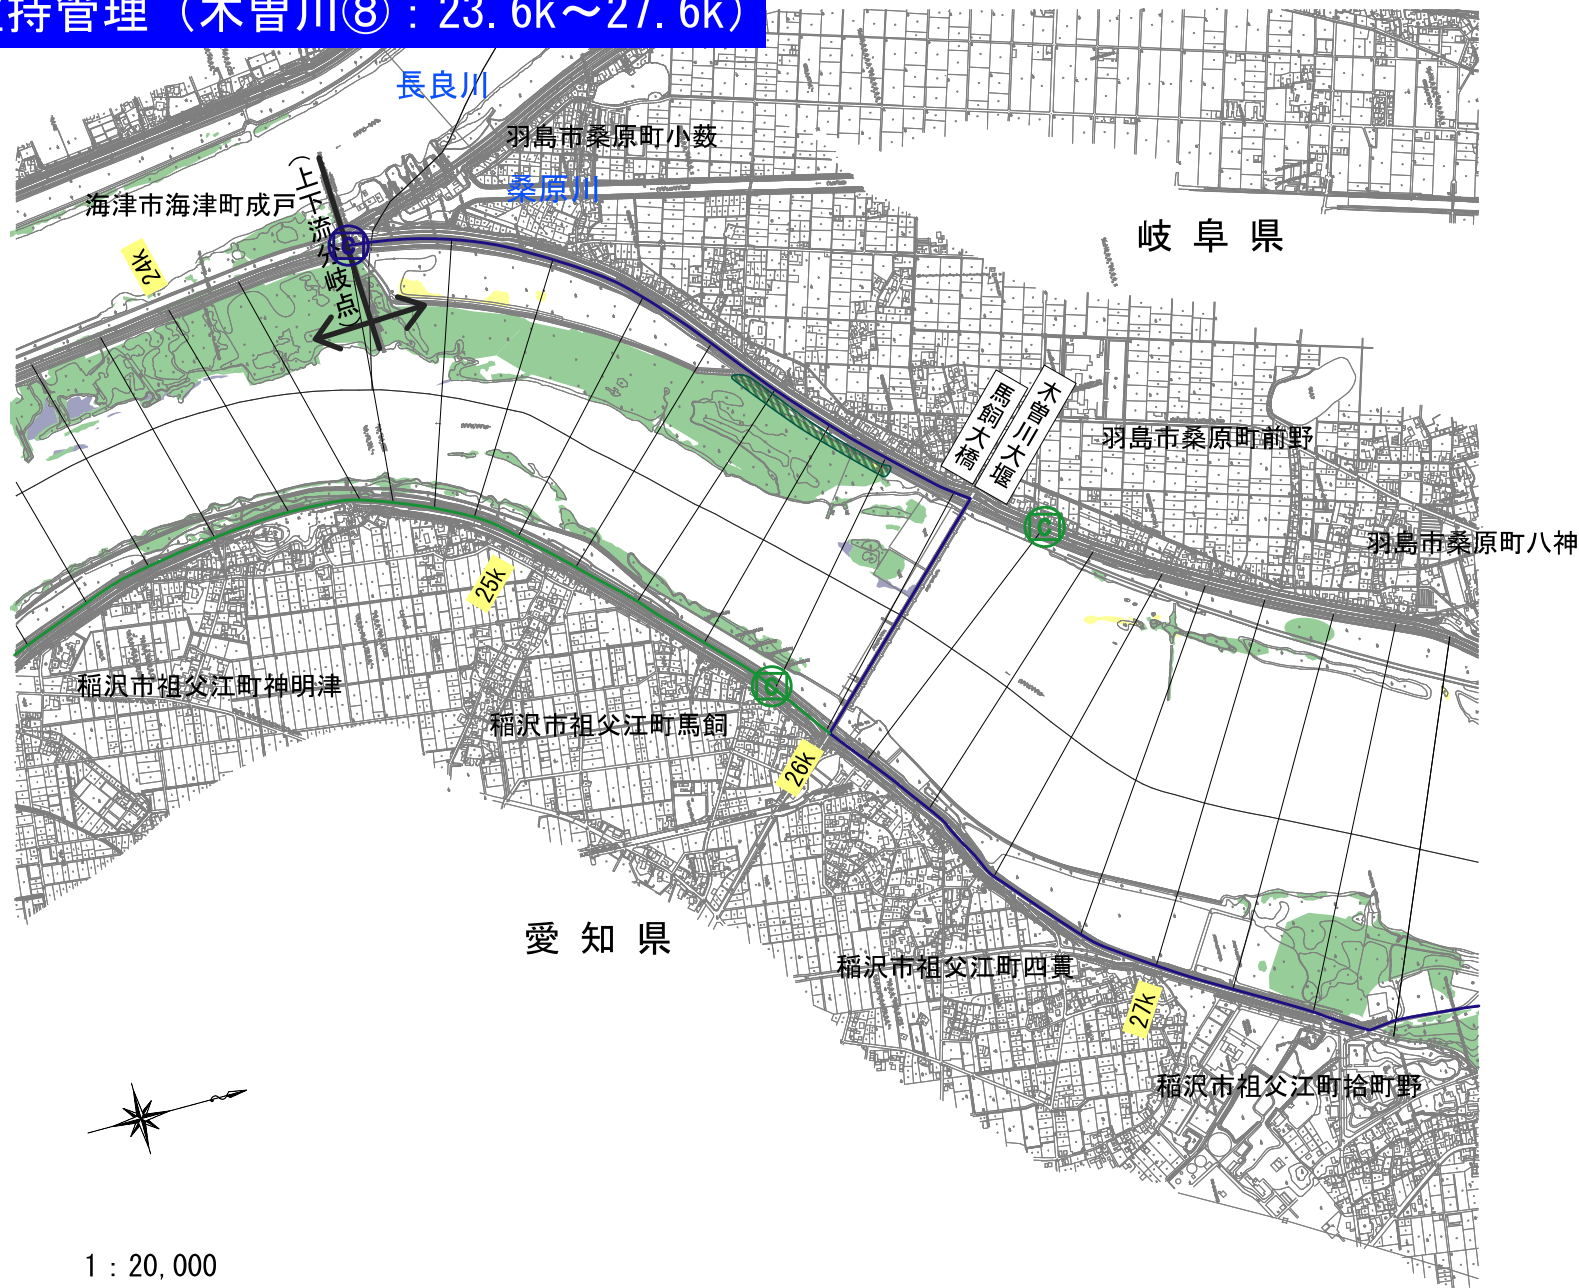 持管理（木曽川⑧：23.6k～27.6k）
長良川
羽島市桑原町小薮
桑原川
海津市海津町成戸
（上下流分岐点）
岐阜県
24k
木曽川大堰
馬飼大橋
羽島市桑原町前野
C
C
羽島市桑原町八神
25k
C
稲沢市祖父江町神明津
稲沢市祖父江町馬飼
26k
愛知県
稲沢市祖父江町四貫
27k
稲沢市祖父江町拾町野
1：20,000